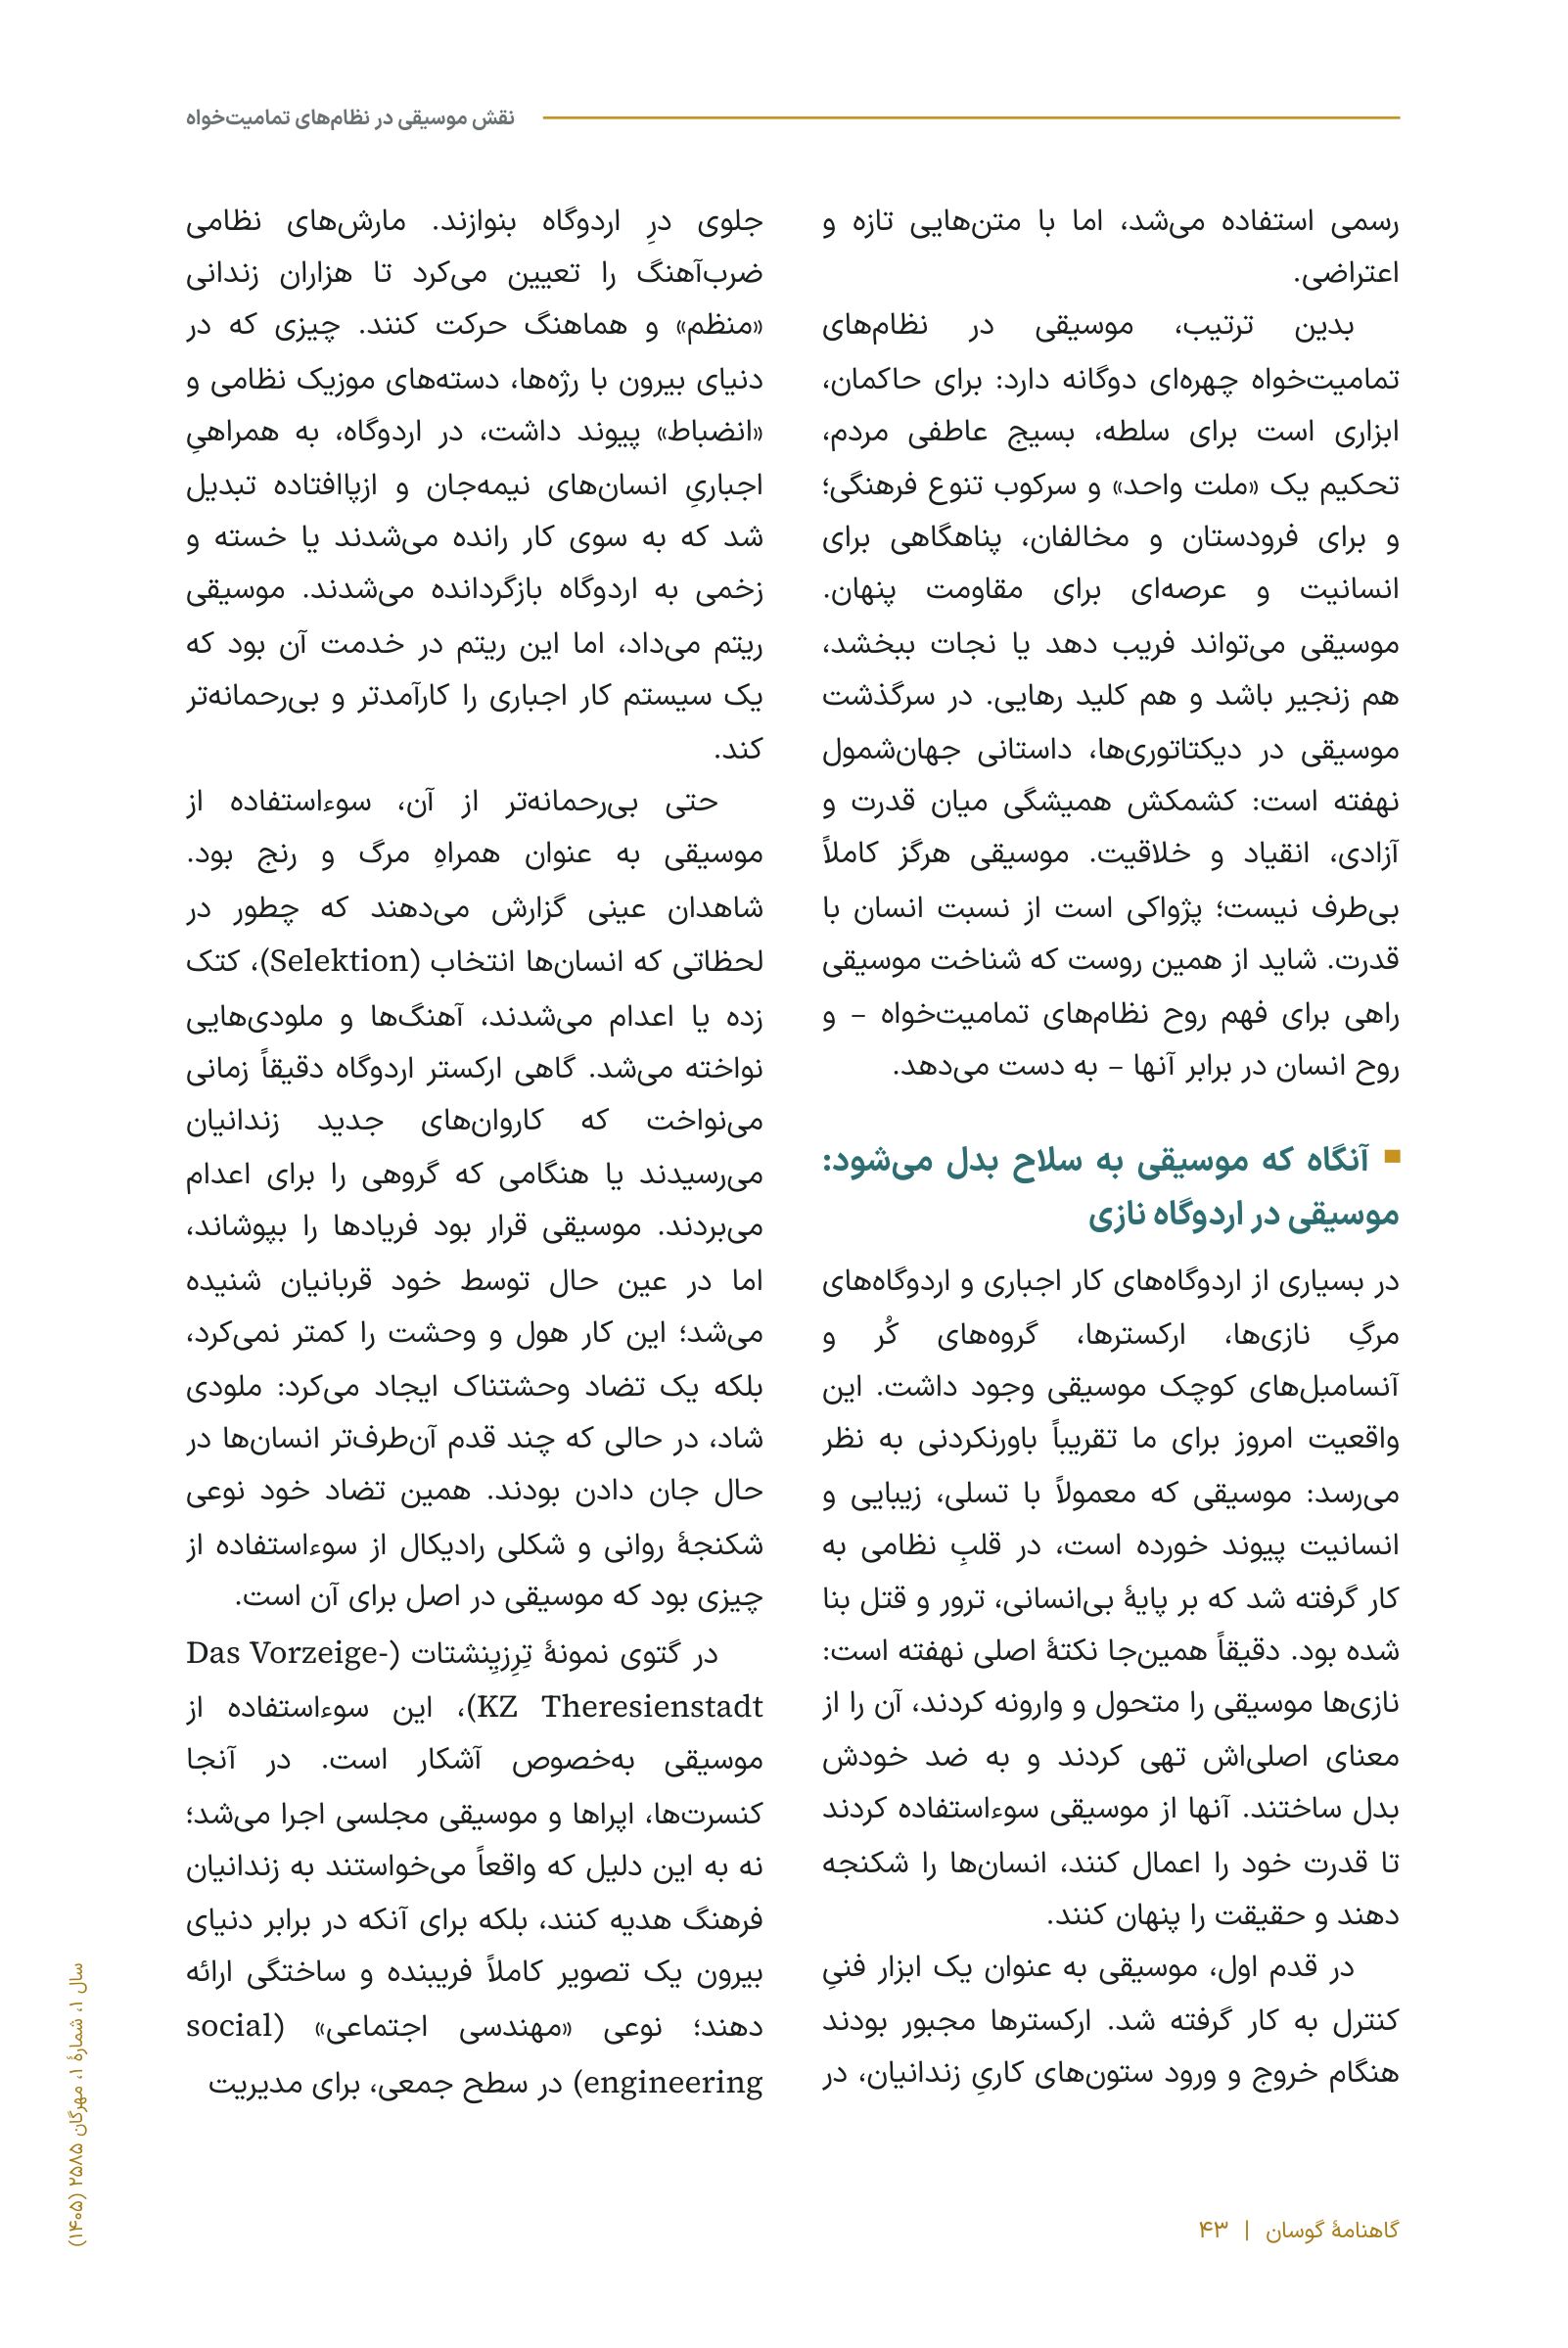 نقش موسیقی در نظام‌های تمامیت‌خواه
رسمی استفاده می‌شد، اما با متن‌هایی تازه و
اعتراضی.
بدین ترتیب، موسیقی در نظام‌های
تمامیت‌خواه چهره‌ای دوگانه دارد: برای حاکمان،
ابزاری است برای سلطه، بسیج عاطفی مردم،
تحکیم یک «ملت واحد» و سرکوب تنوع فرهنگی؛
و برای فرودستان و مخالفان، پناهگاهی برای
انسانیت و عرصه‌ای برای مقاومت پنهان.
موسیقی می‌تواند فریب دهد یا نجات ببخشد،
هم زنجیر باشد و هم کلید رهایی. در سرگذشت
موسیقی در دیکتاتوری‌ها، داستانی جهان‌شمول
نهفته است: کشمکش همیشگی میان قدرت و
آزادی، انقیاد و خلاقیت. موسیقی هرگز کاملاً
بی‌طرف نیست؛ پژواکی است از نسبت انسان با
قدرت. شاید از همین روست که شناخت موسیقی
راهی برای فهم روح نظام‌های تمامیت‌خواه – و
روح انسان در برابر آنها – به دست می‌دهد.
آنگاه که موسیقی به سلاح بدل می‌شود:
موسیقی در اردوگاه نازی
در بسیاری از اردوگاه‌های کار اجباری و اردوگاه‌های
مرگِ نازی‌ها، ارکسترها، گروه‌های کُر و
آنسامبل‌های کوچک موسیقی وجود داشت. این
واقعیت امروز برای ما تقریباً باورنکردنی به نظر
می‌رسد: موسیقی که معمولاً با تسلی، زیبایی و
انسانیت پیوند خورده است، در قلبِ نظامی به
کار گرفته شد که بر پایهٔ بی‌انسانی، ترور و قتل بنا
شده بود. دقیقاً همین‌جا نکتهٔ اصلی نهفته است:
نازی‌ها موسیقی را متحول و وارونه کردند، آن را از
معنای اصلی‌اش تهی کردند و به ضد خودش
بدل ساختند. آنها از موسیقی سوءاستفاده کردند
تا قدرت خود را اعمال کنند، انسان‌ها را شکنجه
دهند و حقیقت را پنهان کنند.
در قدم اول، موسیقی به عنوان یک ابزار فنیِ
کنترل به کار گرفته شد. ارکسترها مجبور بودند
هنگام خروج و ورود ستون‌های کاریِ زندانیان، در
جلوی درِ اردوگاه بنوازند. مارش‌های نظامی
ضرب‌آهنگ را تعیین می‌کرد تا هزاران زندانی
«منظم» و هماهنگ حرکت کنند. چیزی که در
دنیای بیرون با رژه‌ها، دسته‌های موزیک نظامی و
«انضباط» پیوند داشت، در اردوگاه، به همراهیِ
اجباریِ انسان‌های نیمه‌جان و ازپاافتاده تبدیل
شد که به سوی کار رانده می‌شدند یا خسته و
زخمی به اردوگاه بازگردانده می‌شدند. موسیقی
ریتم می‌داد، اما این ریتم در خدمت آن بود که
یک سیستم کار اجباری را کارآمدتر و بی‌رحمانه‌تر
کند.
حتی بی‌رحمانه‌تر از آن، سوءاستفاده از
موسیقی به عنوان همراهِ مرگ و رنج بود.
شاهدان عینی گزارش می‌دهند که چطور در
لحظاتی که انسان‌ها انتخاب (Selektion)، کتک
زده یا اعدام می‌شدند، آهنگ‌ها و ملودی‌هایی
نواخته می‌شد. گاهی ارکستر اردوگاه دقیقاً زمانی
می‌نواخت که کاروان‌های جدید زندانیان
می‌رسیدند یا هنگامی که گروهی را برای اعدام
می‌بردند. موسیقی قرار بود فریادها را بپوشاند،
اما در عین حال توسط خود قربانیان شنیده
می‌شد؛ این کار هول و وحشت را کمتر نمی‌کرد،
بلکه یک تضاد وحشتناک ایجاد می‌کرد: ملودی
شاد، در حالی که چند قدم آن‌طرف‌تر انسان‌ها در
حال جان دادن بودند. همین تضاد خود نوعی
شکنجهٔ روانی و شکلی رادیکال از سوءاستفاده از
چیزی بود که موسیقی در اصل برای آن است.
در گتوی نمونهٔ تِرِزیِنشتات (Das Vorzeige-
KZ Theresienstadt)، این سوءاستفاده از
موسیقی به‌خصوص آشکار است. در آنجا
کنسرت‌ها، اپراها و موسیقی مجلسی اجرا می‌شد؛
نه به این دلیل که واقعاً می‌خواستند به زندانیان
فرهنگ هدیه کنند، بلکه برای آنکه در برابر دنیای
بیرون یک تصویر کاملاً فریبنده و ساختگی ارائه
دهند؛ نوعی «مهندسی اجتماعی» (social
engineering) در سطح جمعی، برای مدیریت
سال ۱، شمارهٔ ۱، مهرگان ۲۵۸۵ (۱۴۰۵)
گاهنامهٔ گوسان | ۴۳